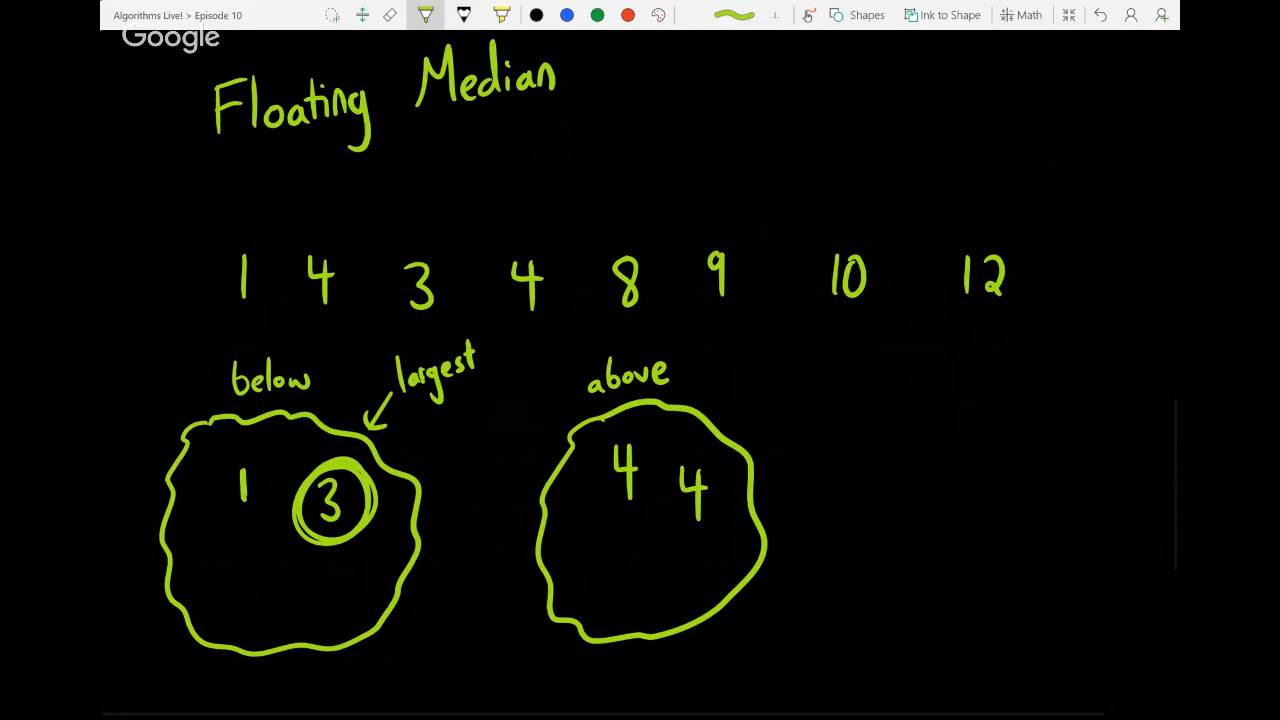 Algorithms Live! > Episode 10
Shapes
Ink to Shape
Math
Google
Floating Median
1 4 3 4 8 9 10 12
below largest above
1 3 4 4